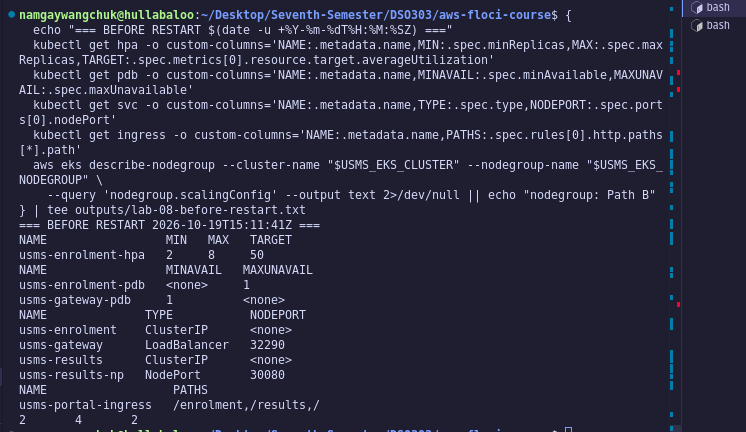 namgaywangchuk@hullabaloo:~/Desktop/Seventh-Semester/DSO303/aws-floci-course$ {
  echo "=== BEFORE RESTART $(date -u +%Y-%m-%dT%H:%M:%SZ) ==="
  kubectl get hpa -o custom-columns='NAME:.metadata.name,MIN:.spec.minReplicas,MAX:.spec.max
Replicas,TARGET:.spec.metrics[0].resource.target.averageUtilization'
  kubectl get pdb -o custom-columns='NAME:.metadata.name,MINAVAIL:.spec.minAvailable,MAXUNAV
AIL:.spec.maxUnavailable'
  kubectl get svc -o custom-columns='NAME:.metadata.name,TYPE:.spec.type,NODEPORT:.spec.port
s[0].nodePort'
  kubectl get ingress -o custom-columns='NAME:.metadata.name,PATHS:.spec.rules[0].http.paths
[*].path'
  aws eks describe-nodegroup --cluster-name "$USMS_EKS_CLUSTER" --nodegroup-name "$USMS_EKS_
NODEGROUP" \
    --query 'nodegroup.scalingConfig' --output text 2>/dev/null || echo "nodegroup: Path B"
} | tee outputs/lab-08-before-restart.txt
=== BEFORE RESTART 2026-10-19T15:11:41Z ===
NAME                 MIN   MAX   TARGET
usms-enrolment-hpa   2     8     50
NAME                 MINAVAIL   MAXUNAVAIL
usms-enrolment-pdb   <none>     1
usms-gateway-pdb     1          <none>
NAME              TYPE           NODEPORT
usms-enrolment    ClusterIP      <none>
usms-gateway      LoadBalancer   32290
usms-results      ClusterIP      <none>
usms-results-np   NodePort       30080
NAME                  PATHS
usms-portal-ingress   /enrolment,/results,/
2       4       2
bash
bash